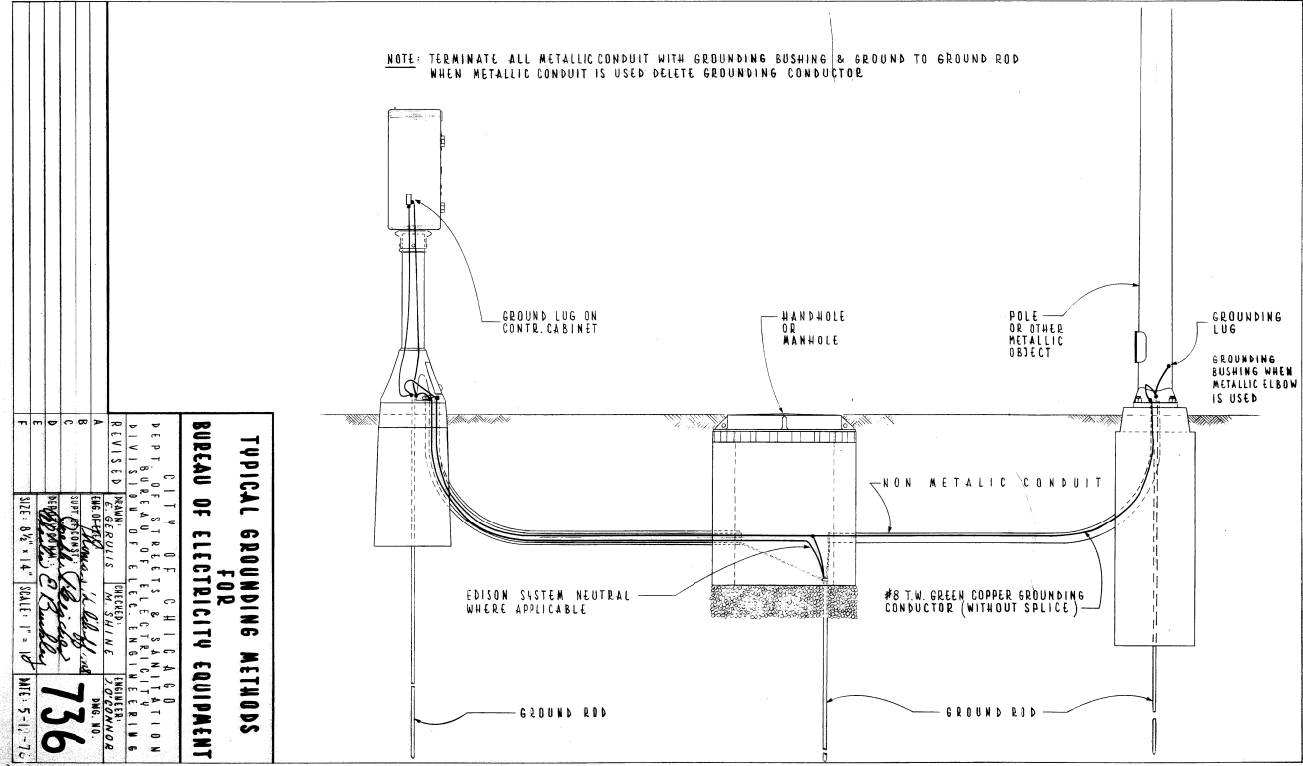 NOTE: TERMINATE ALL METALLIC CONDUIT WITH GROUNDING BUSHING & GROUND TO GROUND ROD
WHEN METALLIC CONDUIT IS USED DELETE GROUNDING CONDUCTOR
GROUND LUG ON
CONTR. CABINET
HANDHOLE
OR
MANHOLE
POLE
OR OTHER
METALLIC
OBJECT
GROUNDING
LUG
GROUNDING
BUSHING WHEN
METALLIC ELBOW
IS USED
NON METALIC CONDUIT
EDISON SYSTEM NEUTRAL
WHERE APPLICABLE
#8 T.W. GREEN COPPER GROUNDING
CONDUCTOR (WITHOUT SPLICE)
GROUND ROD
GROUND ROD
TYPICAL GROUNDING METHODS
FOR
BUREAU OF ELECTRICITY EQUIPMENT
CITY OF CHICAGO
DEPT. OF STREETS & SANITATION
BUREAU OF ELECTRICITY
DIVISION OF ELEC. ENGINEERING
REVISED
A
B
C
D
E
F
DRAWN:
E. GERULIS
CHECKED:
M. SHINE
ENGINEER:
J. O'CONNOR
SUPT. OF CONST.
DWG. NO.
736
SIZE: 8½" x 14"
SCALE: 1" =
DATE: 5-1